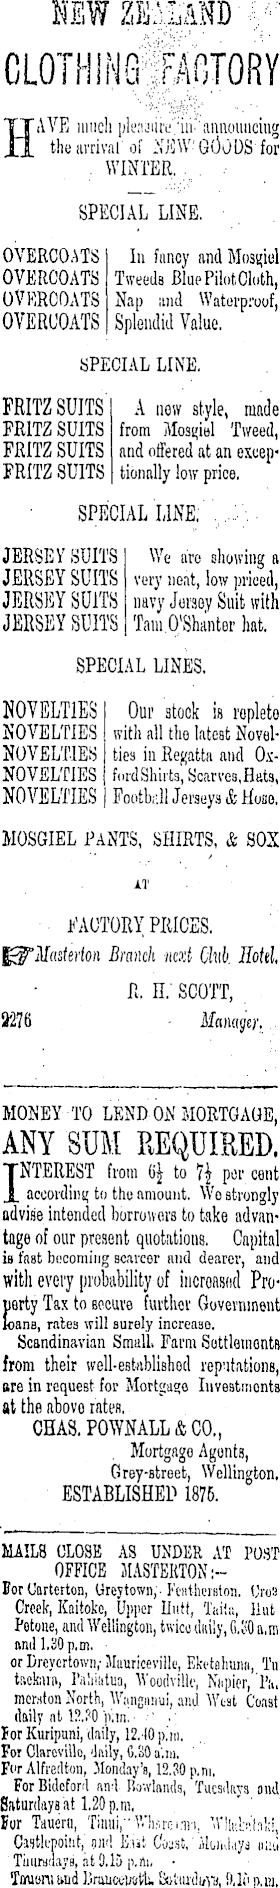 NEW ZEALAND
CLOTHING FACTORY
HAVE much pleasure in announcing
the arrival of NEW GOODS for
WINTER.
SPECIAL LINE.
OVERCOATS | In fancy and Mosgiel
OVERCOATS | Tweeds Blue Pilot Cloth,
OVERCOATS | Nap and Waterproof,
OVERCOATS | Splendid Value.
SPECIAL LINE.
FRITZ SUITS | A new style, made
FRITZ SUITS | from Mosgiel Tweed,
FRITZ SUITS | and offered at an excep-
FRITZ SUITS | tionally low price.
SPECIAL LINE.
JERSEY SUITS | We are showing a
JERSEY SUITS | very neat, low priced,
JERSEY SUITS | navy Jersey Suit with
JERSEY SUITS | Tam O'Shanter hat.
SPECIAL LINES.
NOVELTIES | Our stock is replete
NOVELTIES | with all the latest Novel-
NOVELTIES | ties in Regatta and Ox-
NOVELTIES | ford Shirts, Scarves, Hats,
NOVELTIES | Football Jerseys & Hose.
MOSGIEL PANTS, SHIRTS, & SOX
AT
FACTORY PRICES.
☞ Masterton Branch next Club Hotel.
R. H. SCOTT,
2276 Manager.
MONEY TO LEND ON MORTGAGE,
ANY SUM REQUIRED.
INTEREST from 6½ to 7½ per cent
according to the amount. We strongly
advise intended borrowers to take advan-
tage of our present quotations. Capital
is fast becoming scarcer and dearer, and
with every probability of increased Pro-
perty Tax to secure further Government
loans, rates will surely increase.
Scandinavian Small Farm Settlements
from their well-established reputations,
are in request for Mortgage Investments
at the above rates.
CHAS. POWNALL & CO.,
Mortgage Agents,
Grey-street, Wellington.
ESTABLISHED 1875.
MAILS CLOSE AS UNDER AT POST
OFFICE MASTERTON:—
For Carterton, Greytown, Featherston, Cross
Creek, Kaitoke, Upper Hutt, Taita, Hut
Petone, and Wellington, twice daily, 6.30 a.m
and 1.30 p.m.
or Dreyertown, Mauriceville, Eketahuna, Tu
taekara, Pahiatua, Woodville, Napier, Pa.
merston North, Wanganui, and West Coast
daily at 12.30 p.m.
For Kuripuni, daily, 12.40 p.m.
For Clareville, daily, 6.30 a.m.
For Alfredton, Monday's, 12.30 p.m.
For Bideford and Rowlands, Tuesdays and
Saturdays at 1.20 p.m.
For Taueru, Tinui, Whareama, Whakataki,
Castlepoint, and East Coast, Mondays and
Thursdays, at 9.15 p.m.
Taueru and Brancepeth, Saturdays, 9.15 p.m.